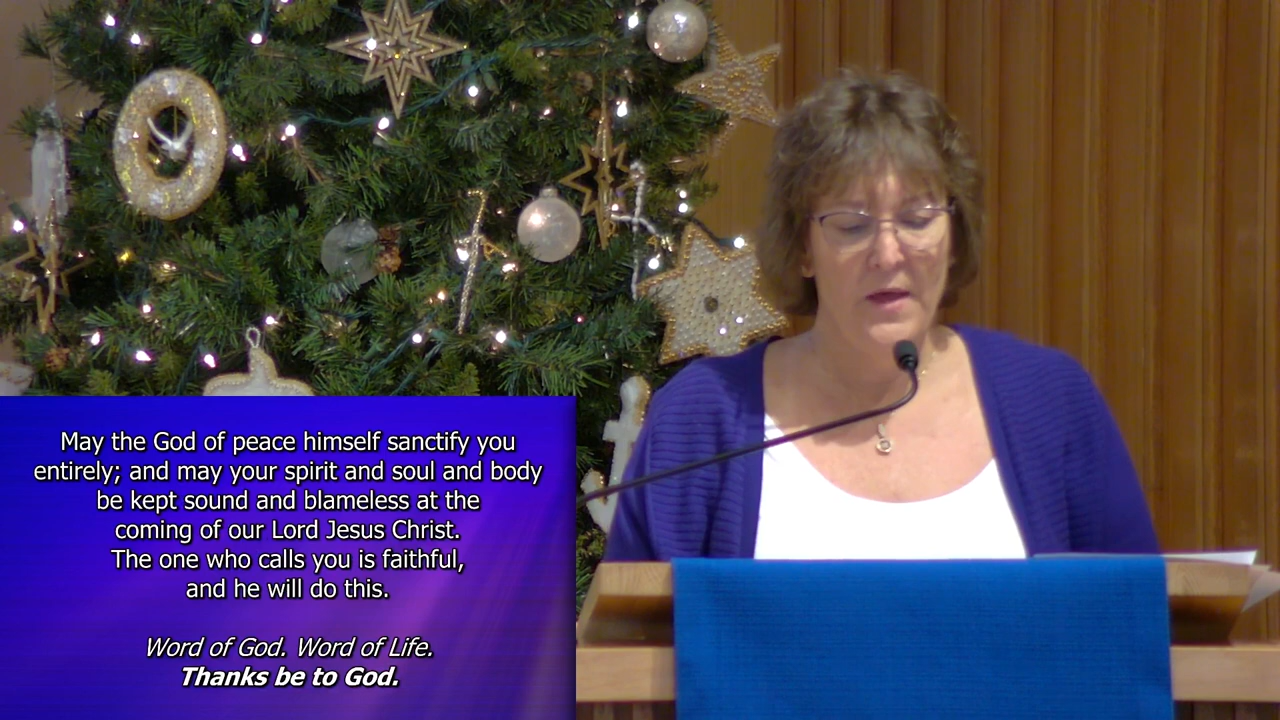 May the God of peace himself sanctify you
entirely; and may your spirit and soul and body
be kept sound and blameless at the
coming of our Lord Jesus Christ.
The one who calls you is faithful,
and he will do this.
Word of God. Word of Life.
Thanks be to God.